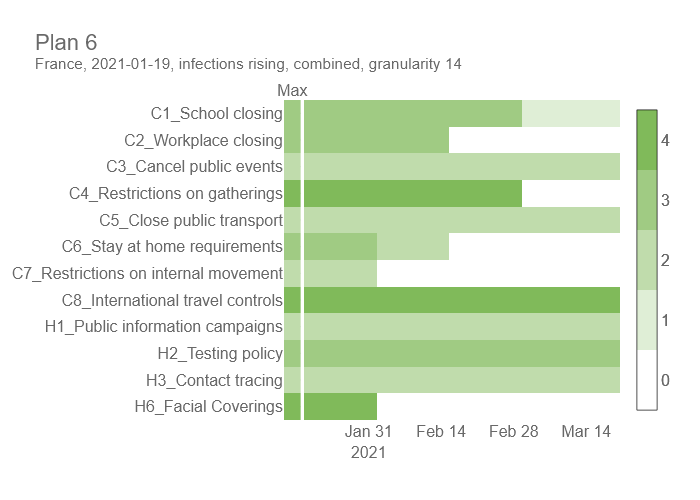 Plan 6
France, 2021-01-19, infections rising, combined, granularity 14
Max
C1_School closing
C2_Workplace closing
C3_Cancel public events
C4_Restrictions on gatherings
C5_Close public transport
C6_Stay at home requirements
C7_Restrictions on internal movement
C8_International travel controls
H1_Public information campaigns
H2_Testing policy
H3_Contact tracing
H6_Facial Coverings
4
3
2
1
0
Jan 31 Feb 14 Feb 28 Mar 14
2021